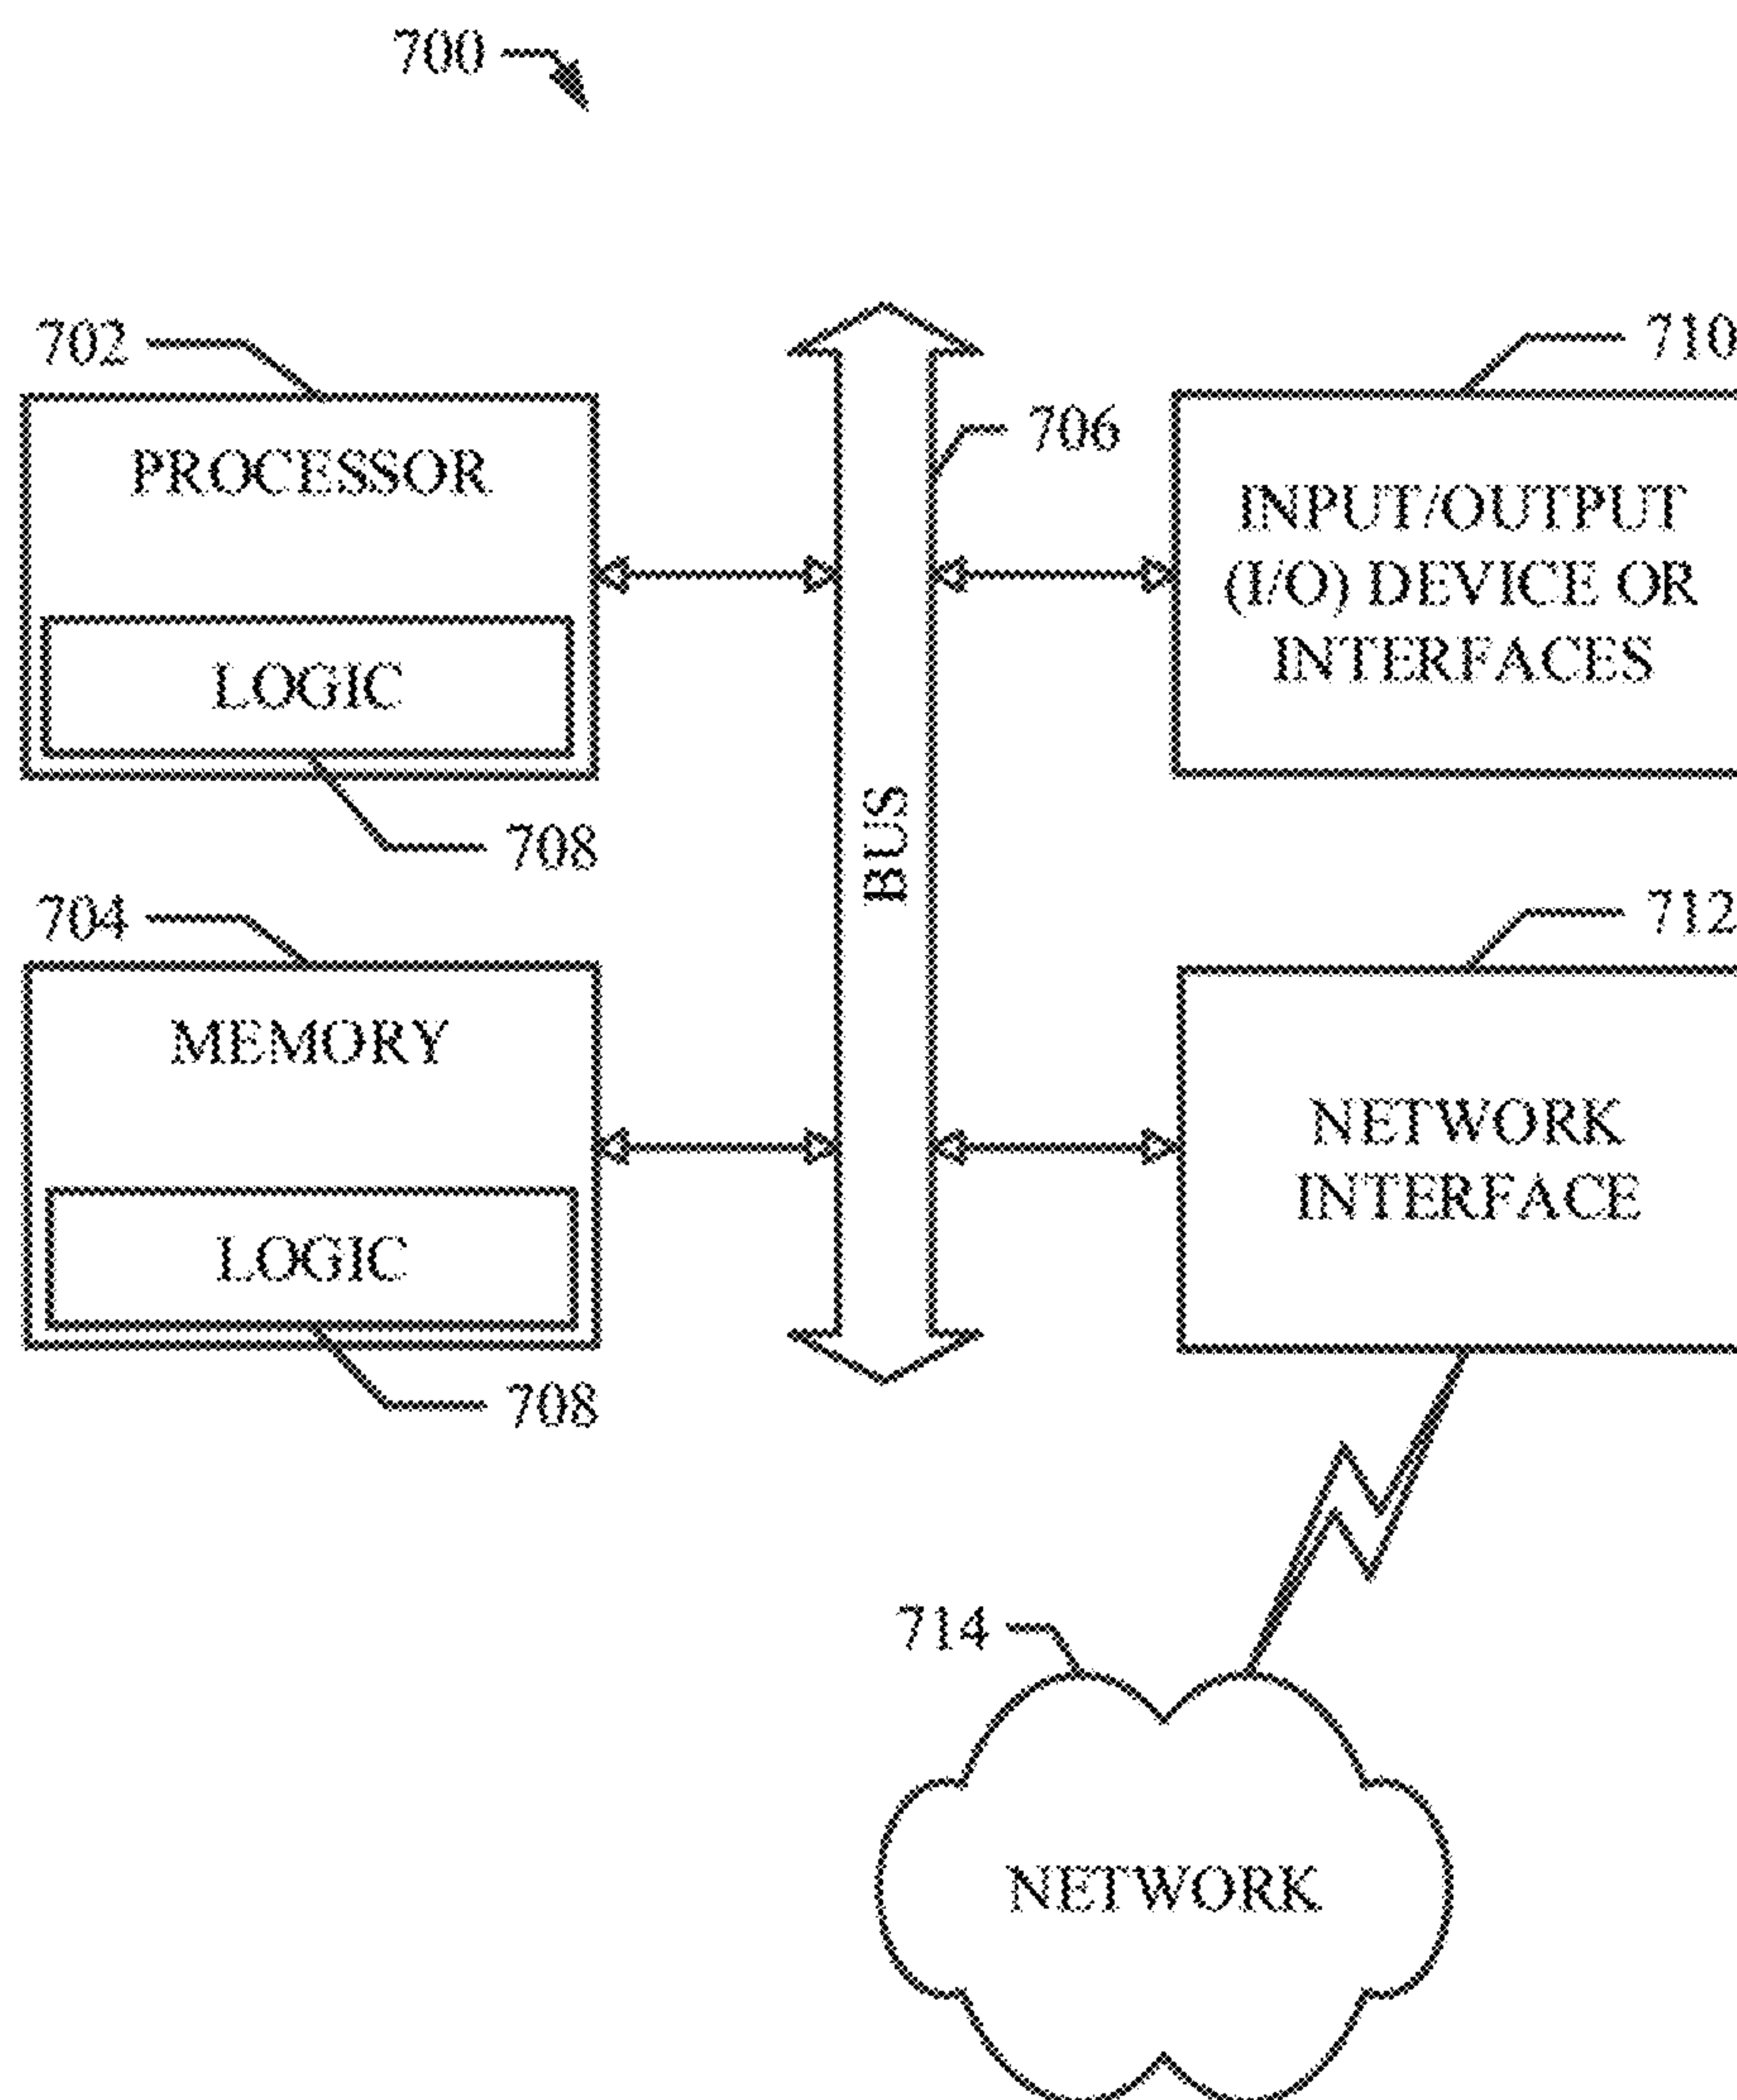 700
702
710
706
PROCESSOR
INPUT/OUTPUT
(I/O) DEVICE OR
INTERFACES
LOGIC
708
BUS
704
712
MEMORY
NETWORK
INTERFACE
LOGIC
708
714
NETWORK